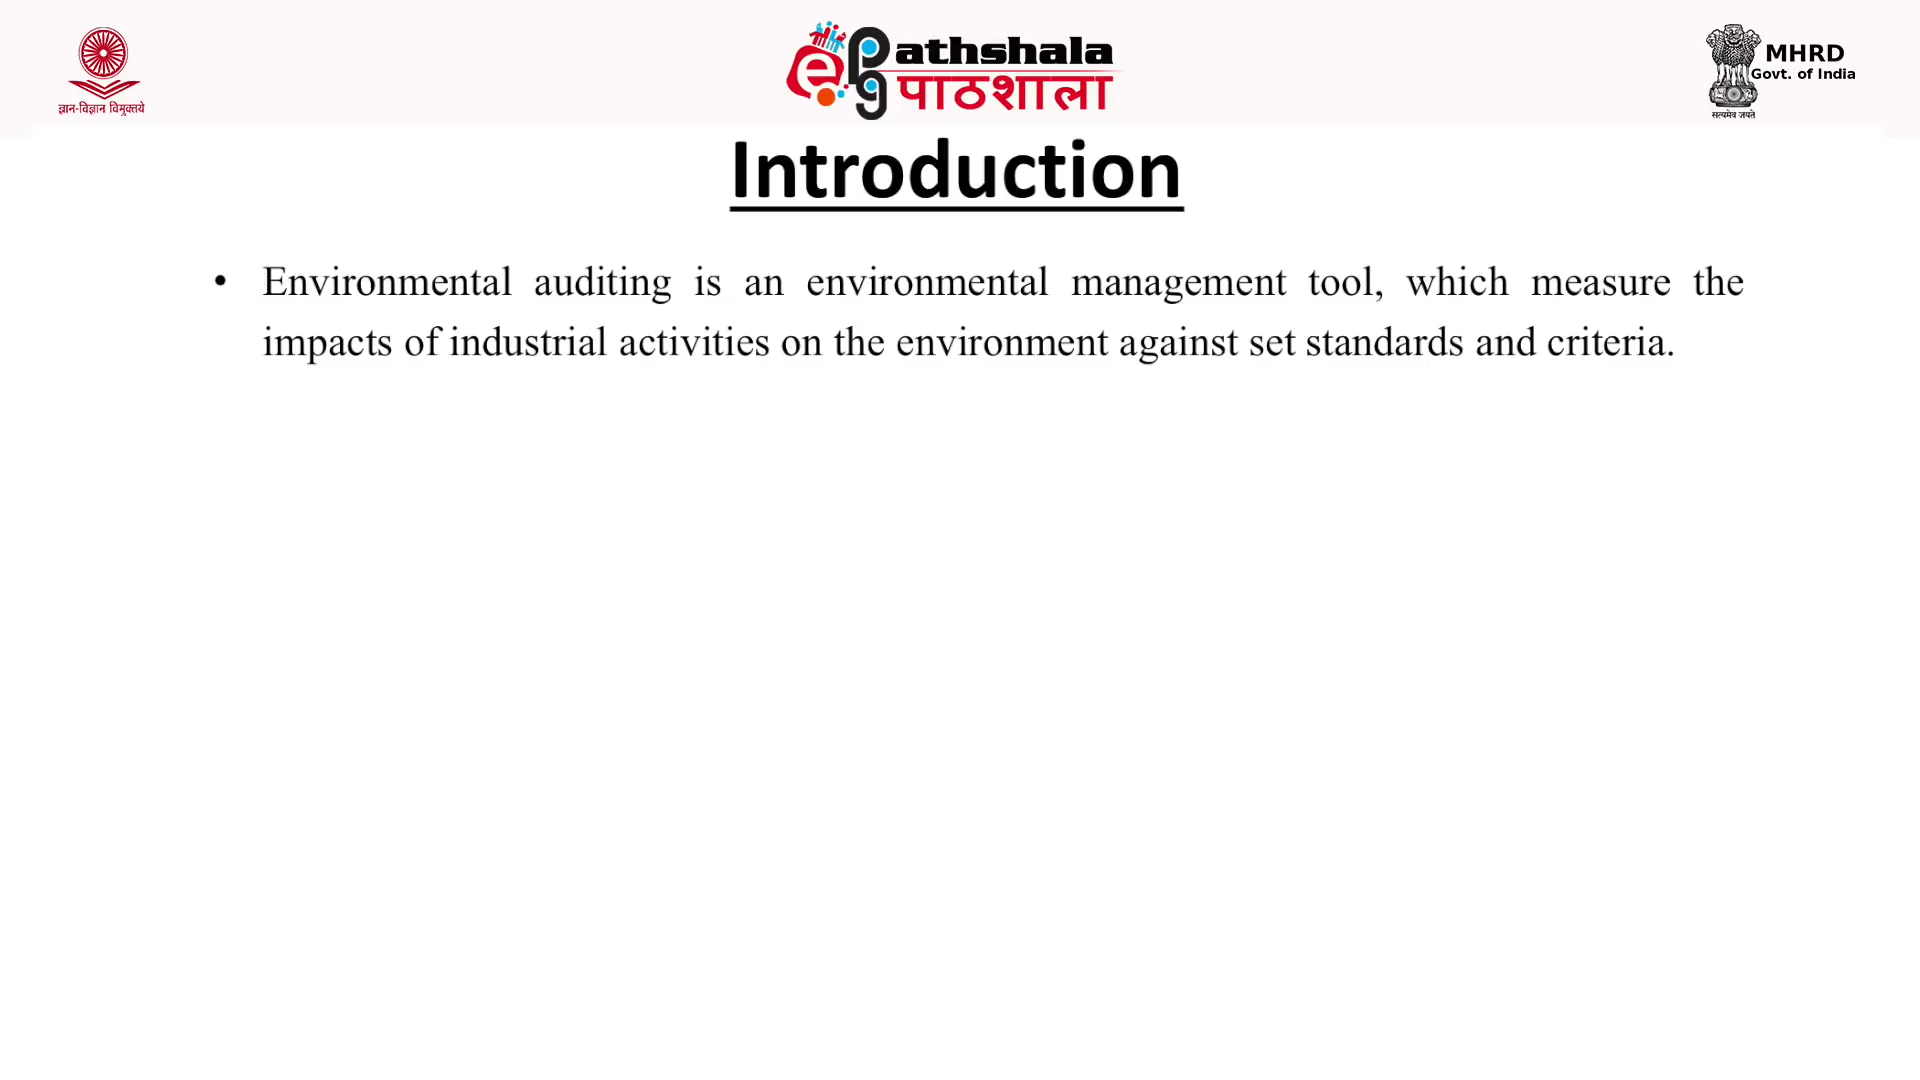 ज्ञान-विज्ञान विमुक्तये
e PG athshala
पाठशाला
MHRD
Govt. of India
सत्यमेव जयते
Introduction
• Environmental auditing is an environmental management tool, which measure the
impacts of industrial activities on the environment against set standards and criteria.